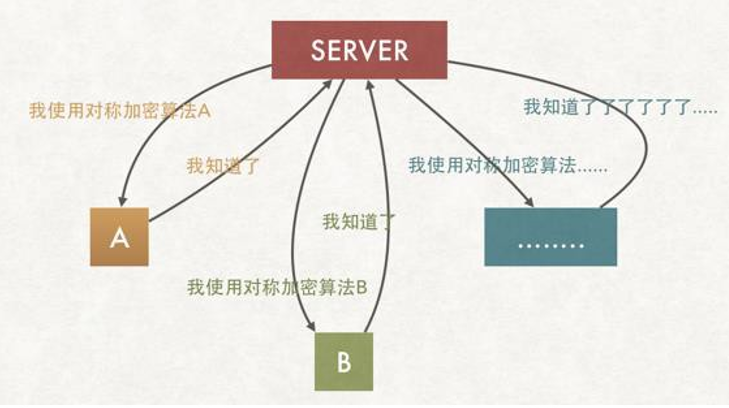 SERVER
我使用对称加密算法A
我知道了了了了了了.....
我知道了
我使用对称加密算法......
A
我知道了
........
我使用对称加密算法B
B